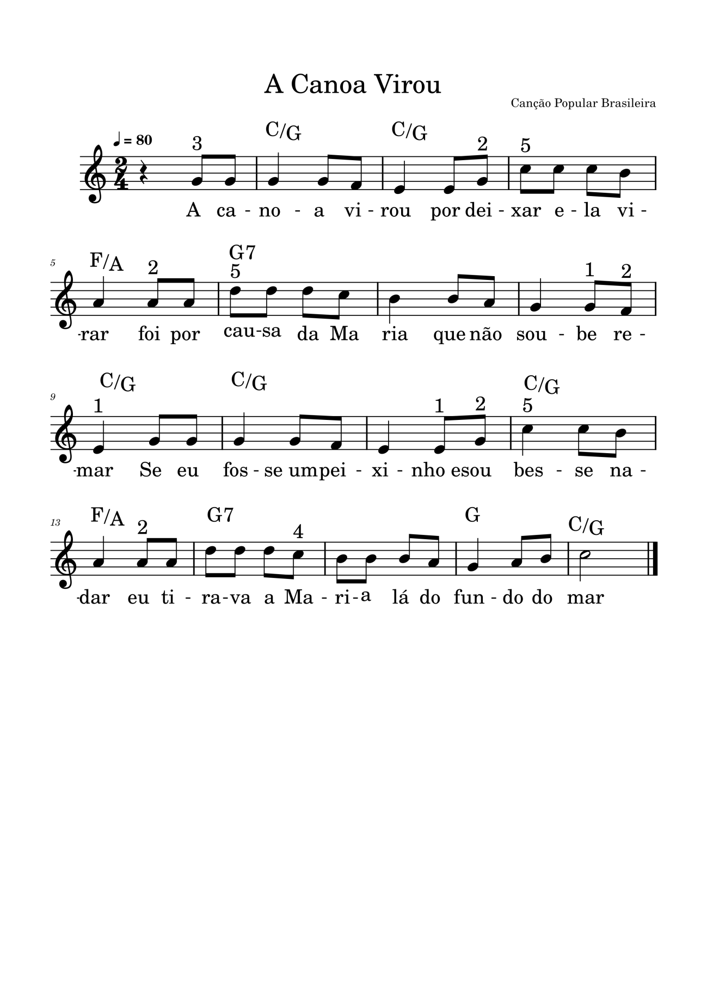 A Canoa Virou
Canção Popular Brasileira
C/G C/G
♩ = 80 3 2 5
2/4
A ca - no - a vi - rou por dei - xar e - la vi -
F/A G7
5 2 5 1 2
-rar foi por cau -sa da Ma ria que não sou - be re -
C/G C/G C/G
9 1 1 2 5
-mar Se eu fos - se um pei - xi - nho e sou bes - se na -
F/A G7 G C/G
13 2 4
-dar eu ti - ra -va a Ma - ri -a lá do fun - do do mar